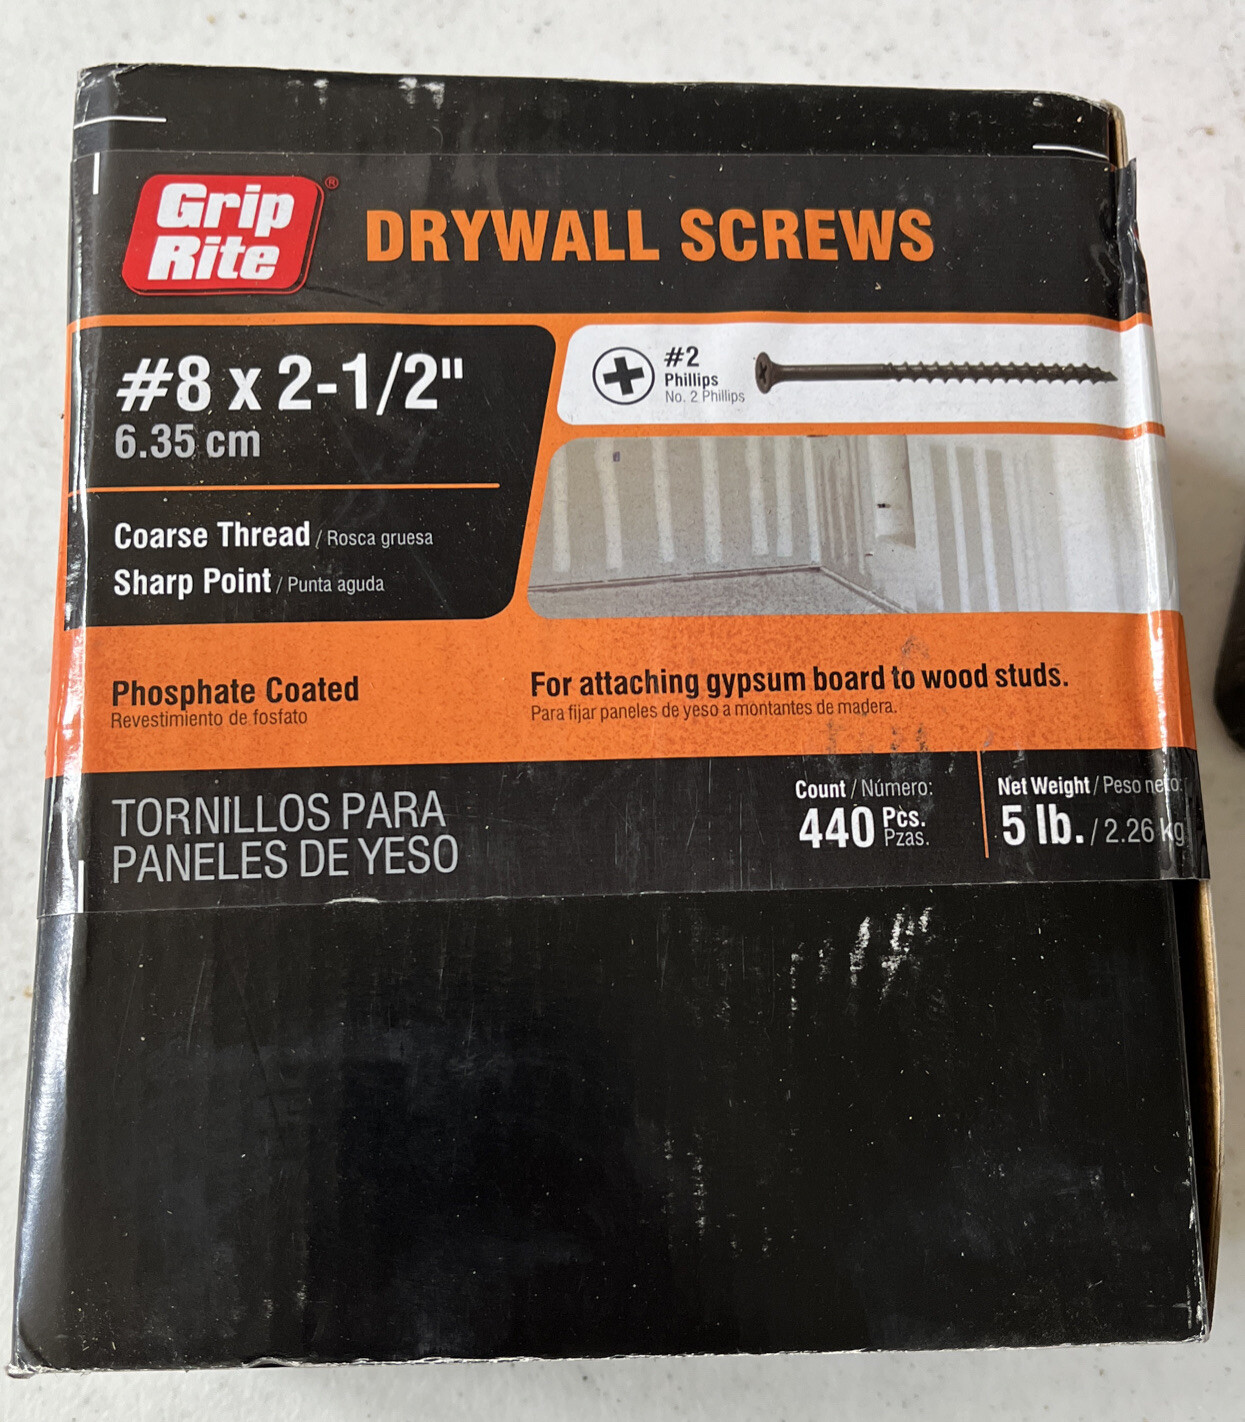 Grip
Rite®
DRYWALL SCREWS
#8 x 2-1/2"
6.35 cm
#2
Phillips
No. 2 Phillips
Coarse Thread / Rosca gruesa
Sharp Point / Punta aguda
Phosphate Coated
Revestimiento de fosfato
For attaching gypsum board to wood studs.
Para fijar paneles de yeso a montantes de madera.
TORNILLOS PARA
PANELES DE YESO
Count / Número:
440 Pcs.
Pzas.
Net Weight / Peso neto:
5 lb. / 2.26 kg